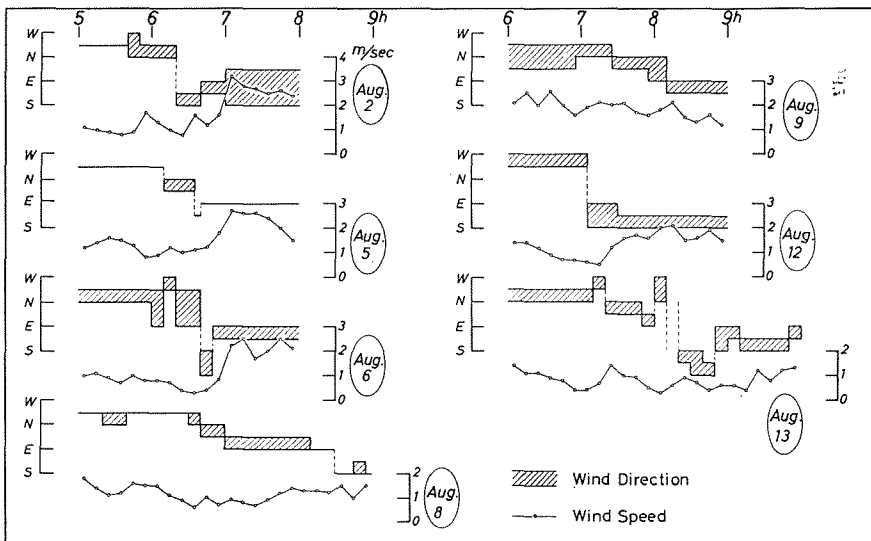 5 6 7 8 9h
6 7 8 9h
W N E S
m/sec
4 3 2 1 0
Aug. 2
W N E S
3 2 1 0
Aug. 9
W N E S
3 2 1 0
Aug. 5
W N E S
3 2 1 0
Aug. 12
W N E S
3 2 1 0
Aug. 6
W N E S
2 1 0
Aug. 13
W N E S
2 1 0
Aug. 8
Wind Direction
Wind Speed